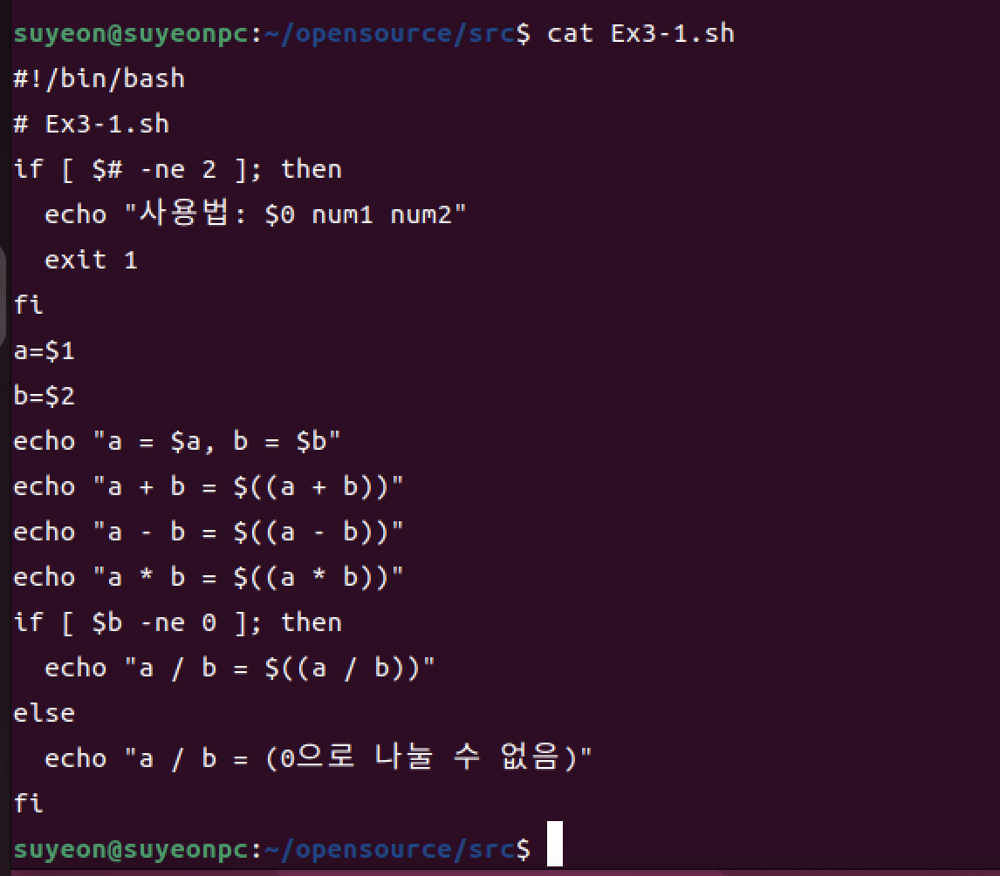 suyeon@suyeonpc:~/opensource/src$ cat Ex3-1.sh
#!/bin/bash
# Ex3-1.sh
if [ $# -ne 2 ]; then
  echo "사용법: $0 num1 num2"
  exit 1
fi
a=$1
b=$2
echo "a = $a, b = $b"
echo "a + b = $((a + b))"
echo "a - b = $((a - b))"
echo "a * b = $((a * b))"
if [ $b -ne 0 ]; then
  echo "a / b = $((a / b))"
else
  echo "a / b = (0으로 나눌 수 없음)"
fi
suyeon@suyeonpc:~/opensource/src$